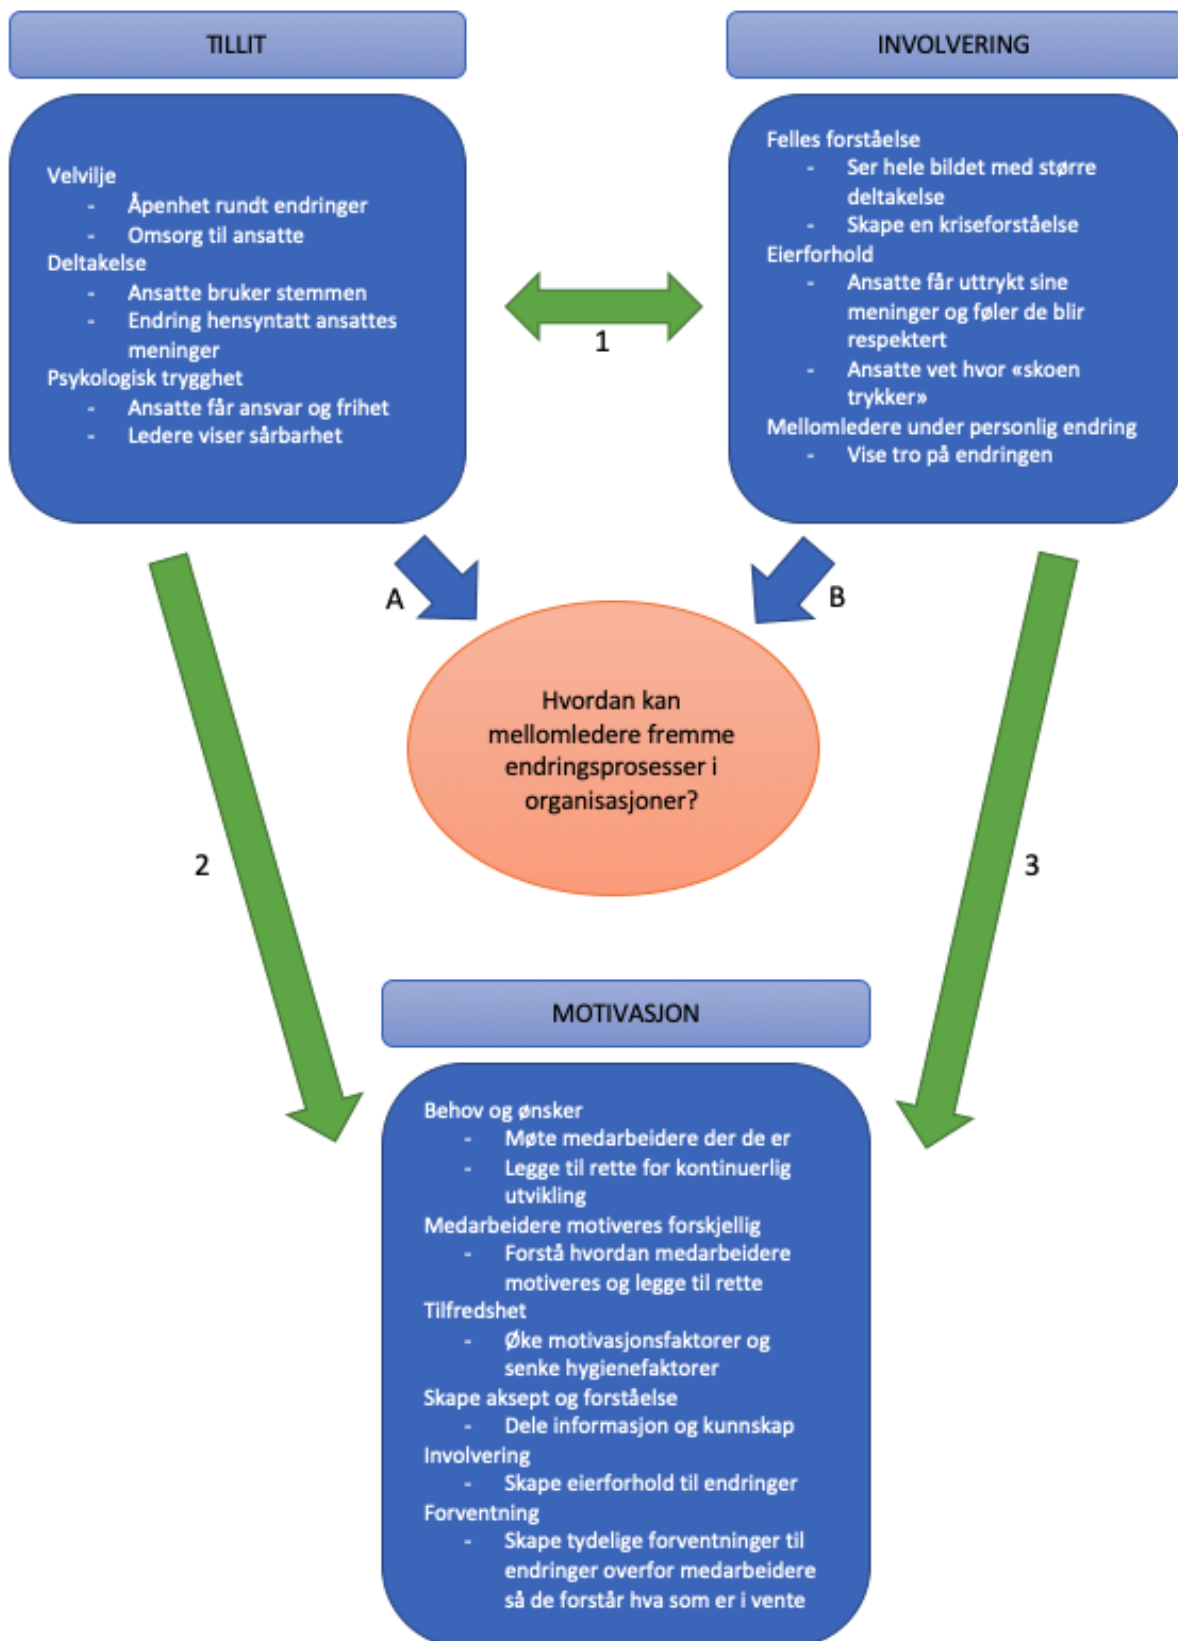 TILLIT
Velvilje
- Åpenhet rundt endringer
- Omsorg til ansatte
Deltakelse
- Ansatte bruker stemmen
- Endring hensyntatt ansattes
meninger
Psykologisk trygghet
- Ansatte får ansvar og frihet
- Ledere viser sårbarhet
INVOLVERING
Felles forståelse
- Ser hele bildet med større
deltakelse
- Skape en kriseforståelse
Eierforhold
- Ansatte får uttrykt sine
meninger og føler de blir
respektert
- Ansatte vet hvor «skoen
trykker»
Mellomledere under personlig endring
- Vise tro på endringen
1
A
B
Hvordan kan
mellomledere fremme
endringsprosesser i
organisasjoner?
2
3
MOTIVASJON
Behov og ønsker
- Møte medarbeidere der de er
- Legge til rette for kontinuerlig
utvikling
Medarbeidere motiveres forskjellig
- Forstå hvordan medarbeidere
motiveres og legge til rette
Tilfredshet
- Øke motivasjonsfaktorer og
senke hygienefaktorer
Skape aksept og forståelse
- Dele informasjon og kunnskap
Involvering
- Skape eierforhold til endringer
Forventning
- Skape tydelige forventninger til
endringer overfor medarbeidere
så de forstår hva som er i vente